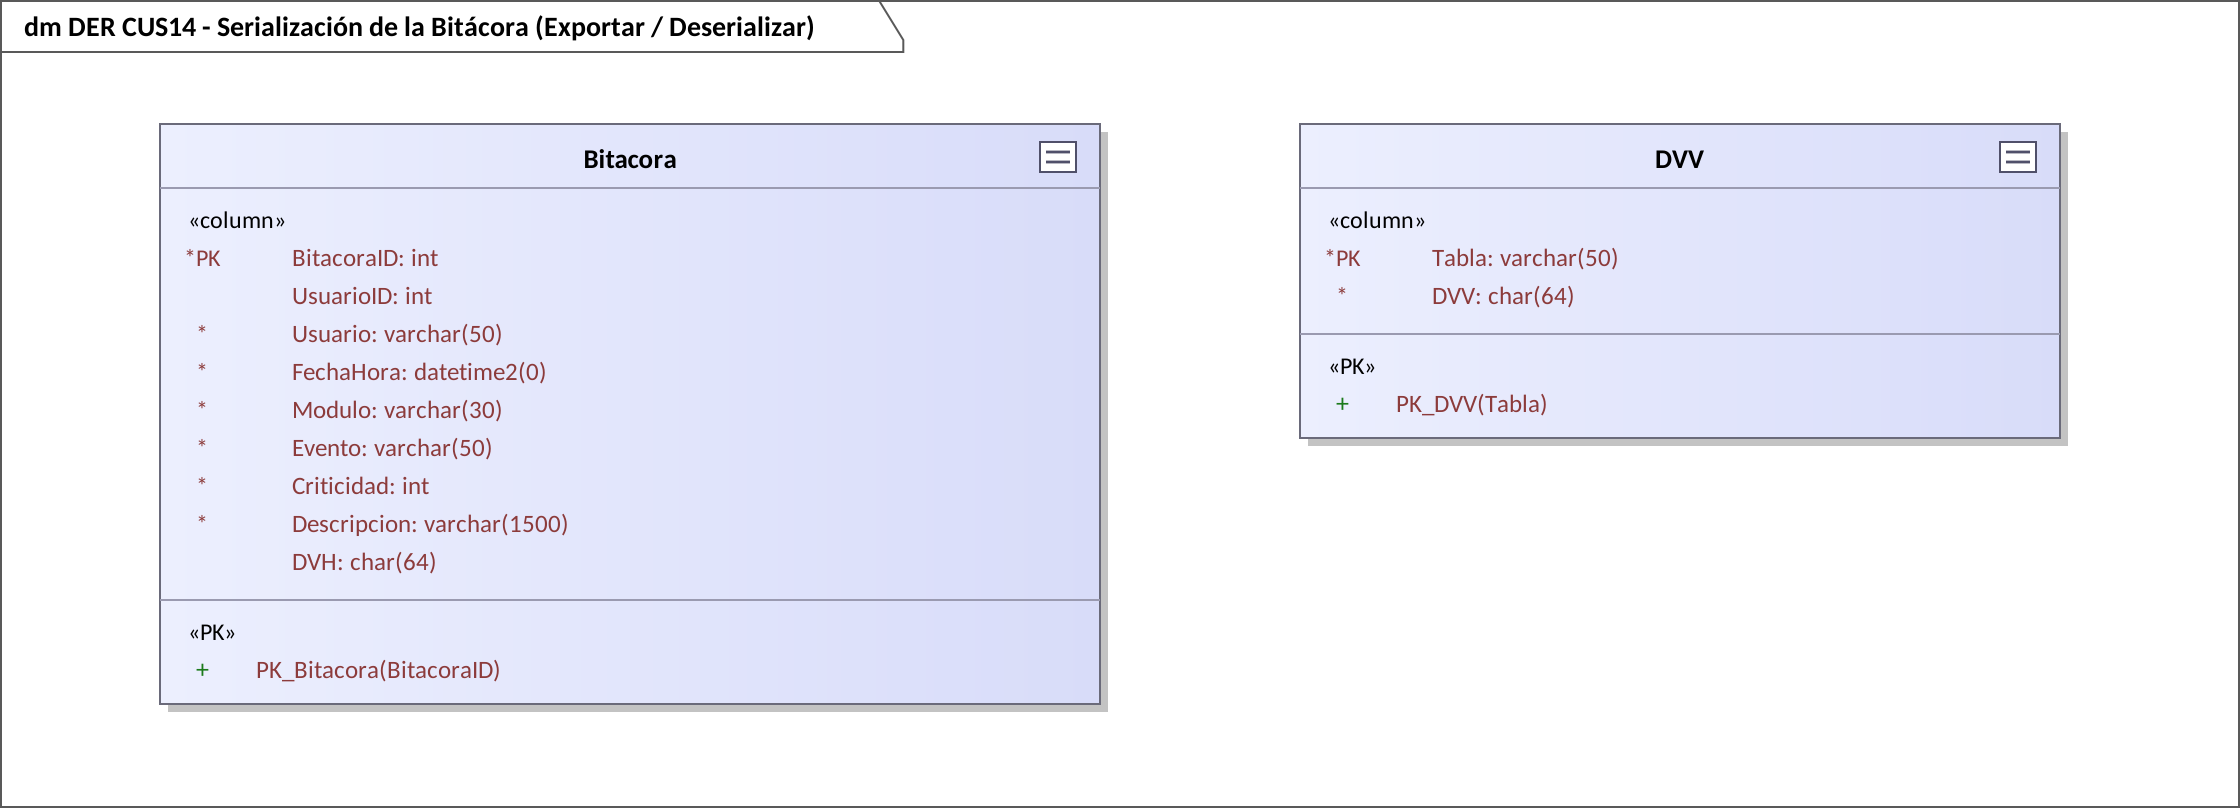 dm DER CUS14 - Serialización de la Bitácora (Exportar / Deserializar)
Bitacora
«column»
*PK BitacoraID: int
UsuarioID: int
* Usuario: varchar(50)
* FechaHora: datetime2(0)
* Modulo: varchar(30)
* Evento: varchar(50)
* Criticidad: int
* Descripcion: varchar(1500)
DVH: char(64)
«PK»
+ PK_Bitacora(BitacoraID)
DVV
«column»
*PK Tabla: varchar(50)
* DVV: char(64)
«PK»
+ PK_DVV(Tabla)